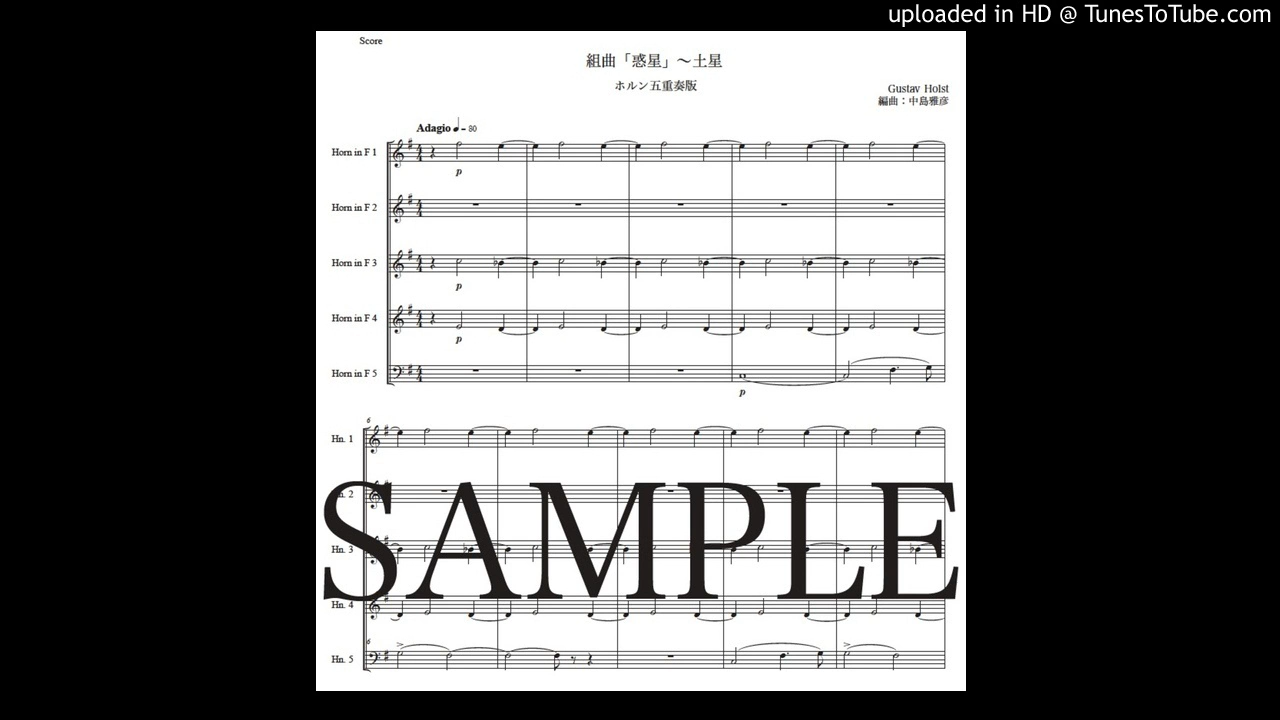 uploaded in HD @ TunesToTube.com
Score
組曲「惑星」〜土星
ホルン五重奏版
Gustav Holst
編曲：中島雅彦
Adagio ♩= 80
Horn in F 1
p
Horn in F 2
Horn in F 3
p
Horn in F 4
p
Horn in F 5
p
6
Hn. 1
Hn. 2
SAMPLE
Hn. 3
Hn. 4
6
Hn. 5